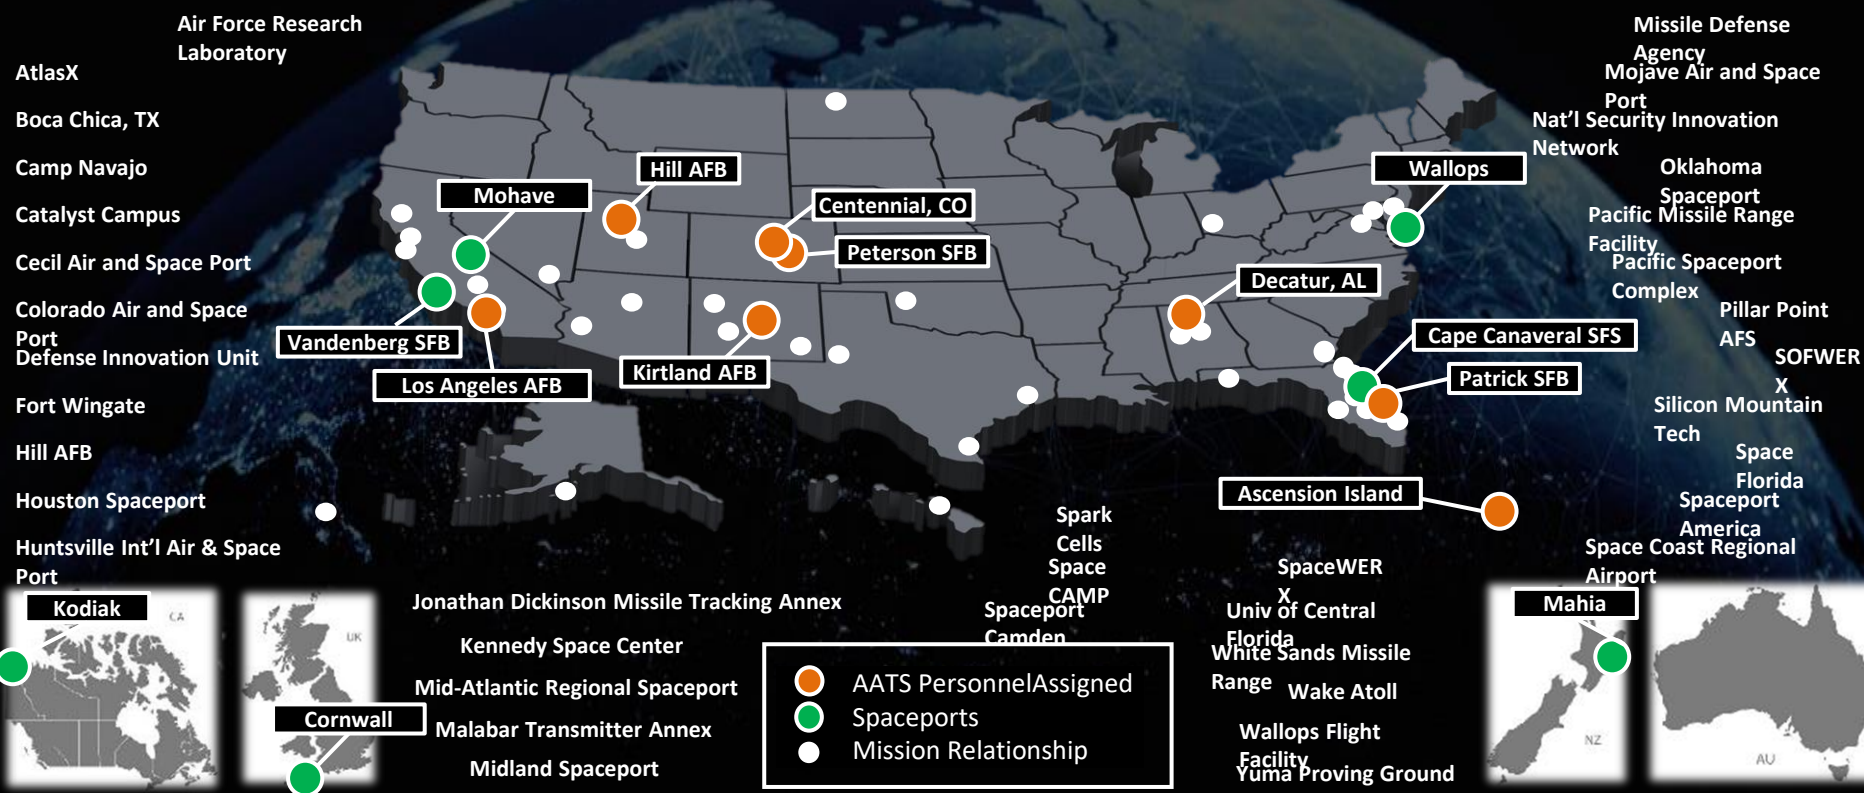 Air Force Research
Laboratory
AtlasX
Boca Chica, TX
Camp Navajo
Catalyst Campus
Cecil Air and Space Port
Colorado Air and Space
Port
Defense Innovation Unit
Fort Wingate
Hill AFB
Houston Spaceport
Huntsville Int'l Air & Space
Port
Missile Defense
Agency
Mojave Air and Space
Port
Nat'l Security Innovation
Network
Oklahoma
Spaceport
Pacific Missile Range
Facility
Pacific Spaceport
Complex
Pillar Point
AFS
SOFWER
X
Silicon Mountain
Tech
Space
Florida
Spaceport
America
Space Coast Regional
Airport
Mohave
Hill AFB
Centennial, CO
Peterson SFB
Wallops
Decatur, AL
Vandenberg SFB
Los Angeles AFB
Kirtland AFB
Cape Canaveral SFS
Patrick SFB
Ascension Island
Kodiak
CA
UK
Cornwall
Jonathan Dickinson Missile Tracking Annex
Kennedy Space Center
Mid-Atlantic Regional Spaceport
Malabar Transmitter Annex
Midland Spaceport
Spark
Cells
Space
CAMP
Spaceport
Camden
SpaceWER
X
Univ of Central
Florida
White Sands Missile
Range
Wake Atoll
Wallops Flight
Facility
Yuma Proving Ground
AATS PersonnelAssigned
Spaceports
Mission Relationship
Mahia
NZ
AU